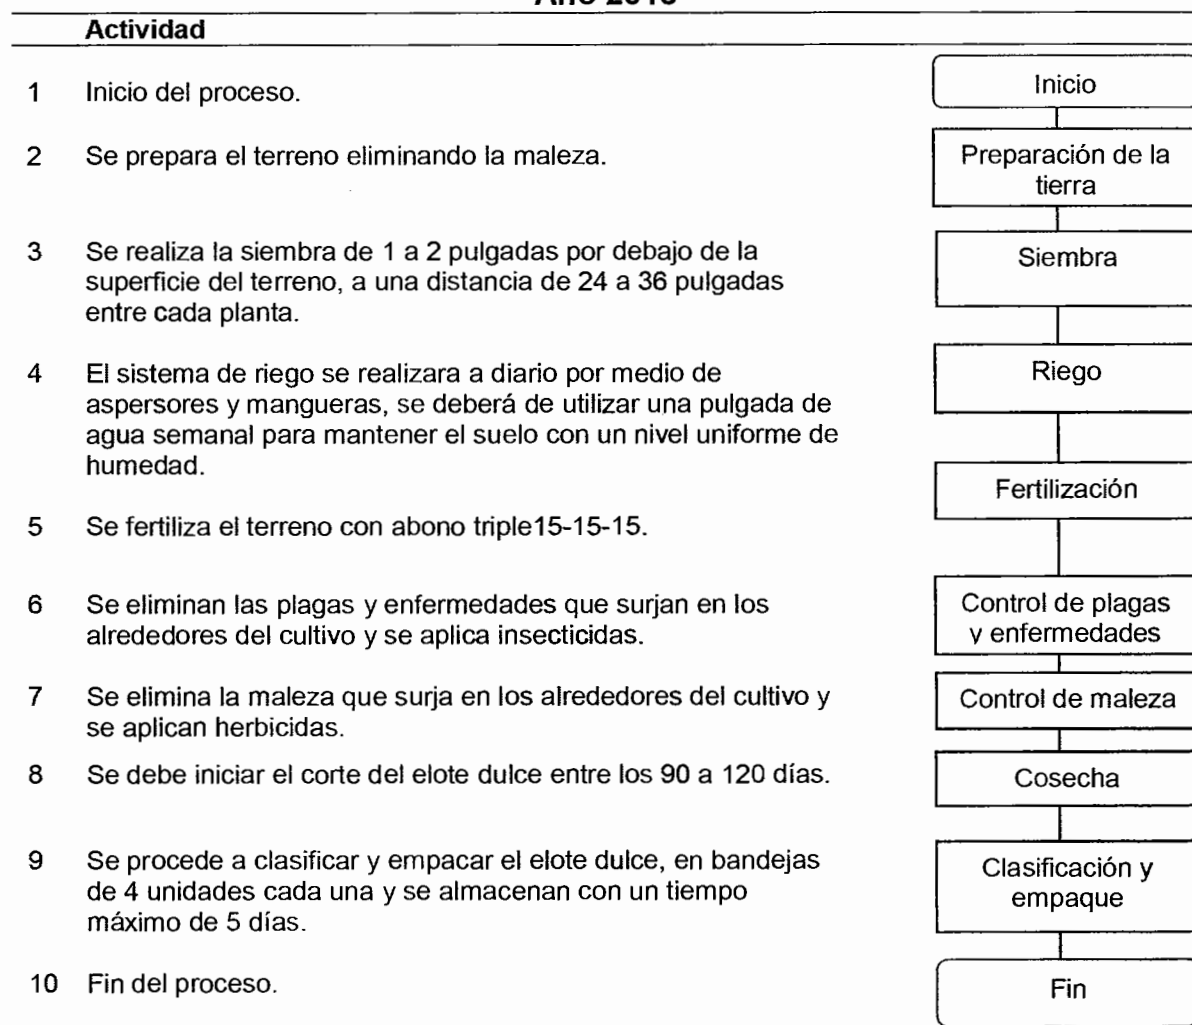 Actividad
1 Inicio del proceso.
Inicio
2 Se prepara el terreno eliminando la maleza.
Preparación de la
tierra
3 Se realiza la siembra de 1 a 2 pulgadas por debajo de la
superficie del terreno, a una distancia de 24 a 36 pulgadas
entre cada planta.
Siembra
4 El sistema de riego se realizara a diario por medio de
aspersores y mangueras, se deberá de utilizar una pulgada de
agua semanal para mantener el suelo con un nivel uniforme de
humedad.
Riego
5 Se fertiliza el terreno con abono triple15-15-15.
Fertilización
6 Se eliminan las plagas y enfermedades que surjan en los
alrededores del cultivo y se aplica insecticidas.
Control de plagas
y enfermedades
7 Se elimina la maleza que surja en los alrededores del cultivo y
se aplican herbicidas.
Control de maleza
8 Se debe iniciar el corte del elote dulce entre los 90 a 120 días.
Cosecha
9 Se procede a clasificar y empacar el elote dulce, en bandejas
de 4 unidades cada una y se almacenan con un tiempo
máximo de 5 días.
Clasificación y
empaque
10 Fin del proceso.
Fin